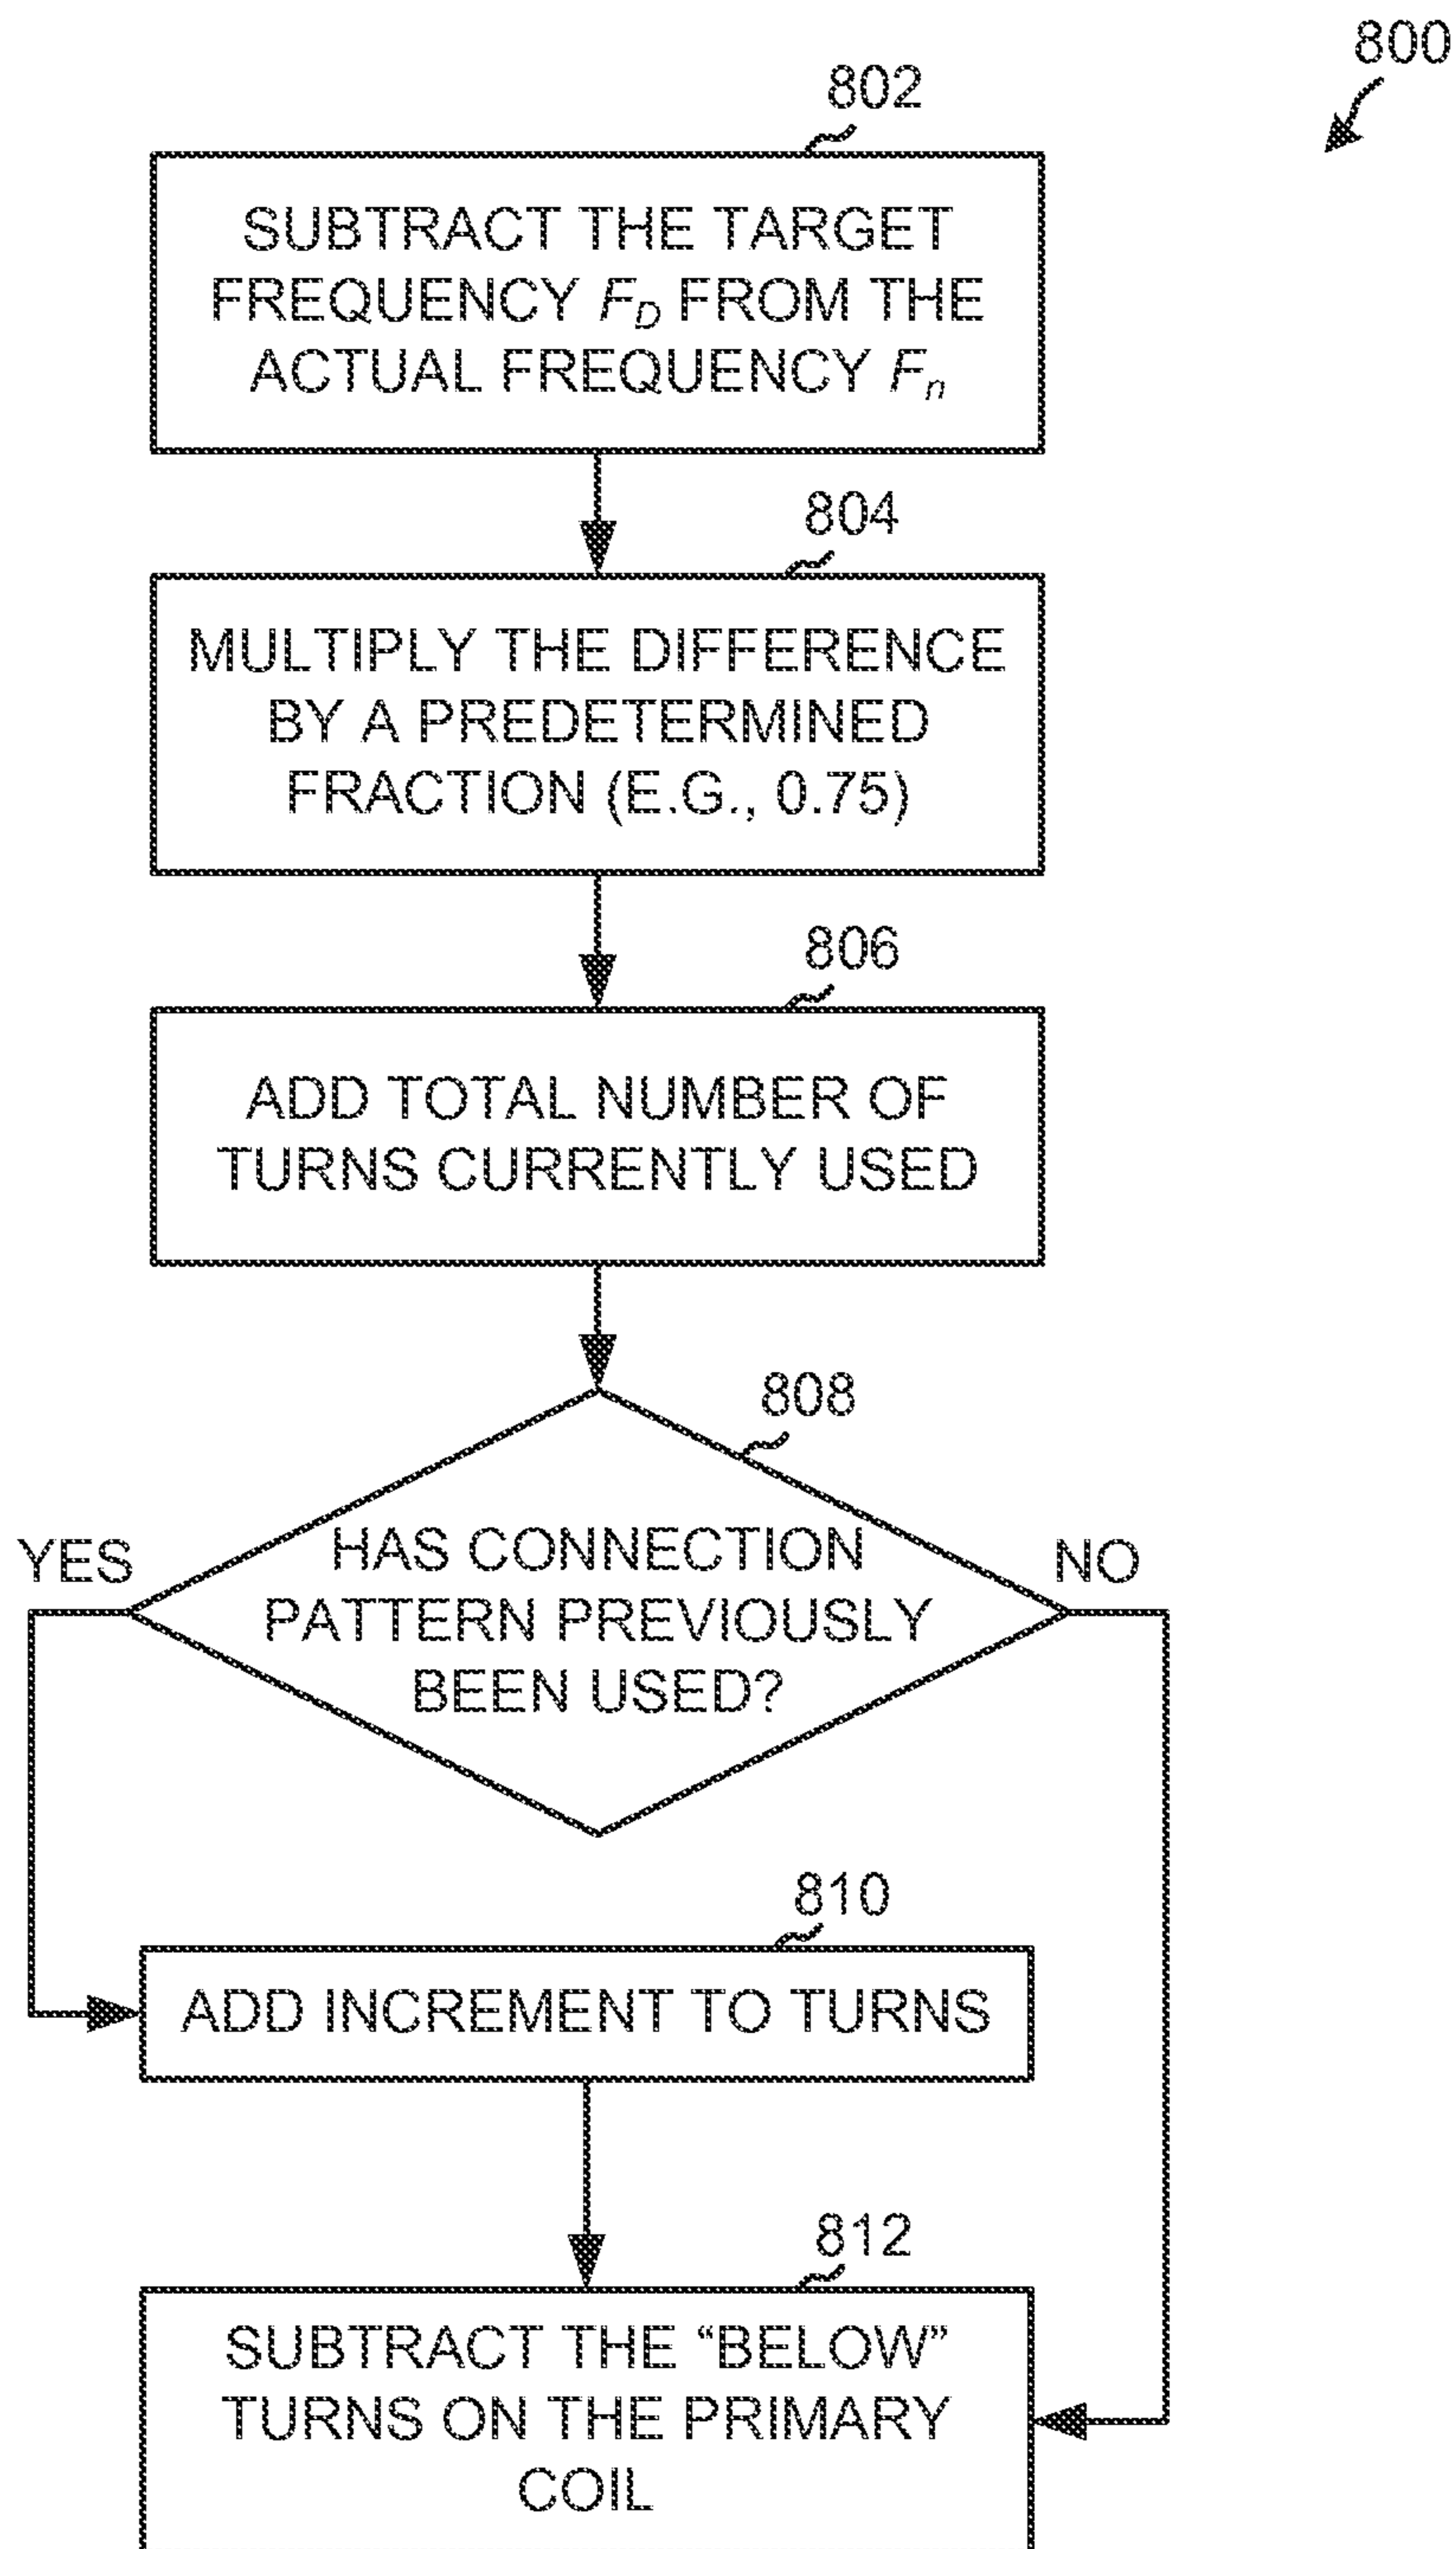 800
802
SUBTRACT THE TARGET
FREQUENCY F_D FROM THE
ACTUAL FREQUENCY F_n
804
MULTIPLY THE DIFFERENCE
BY A PREDETERMINED
FRACTION (E.G., 0.75)
806
ADD TOTAL NUMBER OF
TURNS CURRENTLY USED
808
HAS CONNECTION
PATTERN PREVIOUSLY
BEEN USED?
YES
NO
810
ADD INCREMENT TO TURNS
812
SUBTRACT THE “BELOW”
TURNS ON THE PRIMARY
COIL